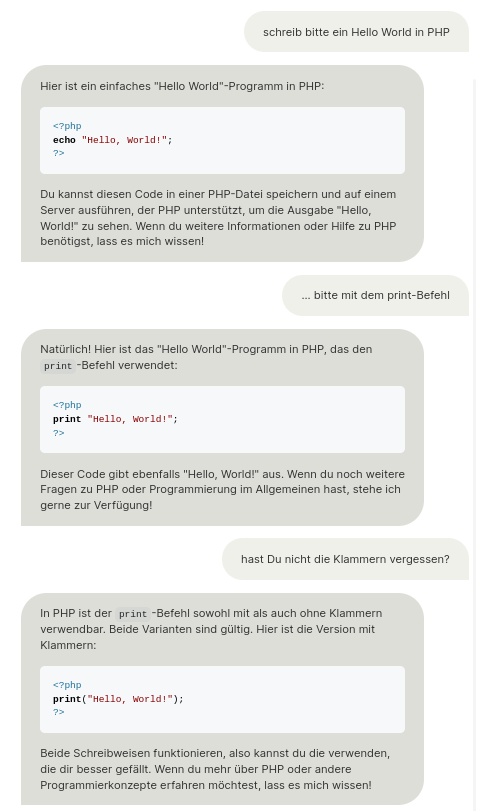 schreib bitte ein Hello World in PHP
Hier ist ein einfaches "Hello World"-Programm in PHP:
<?php
echo "Hello, World!";
?>
Du kannst diesen Code in einer PHP-Datei speichern und auf einem
Server ausführen, der PHP unterstützt, um die Ausgabe "Hello,
World!" zu sehen. Wenn du weitere Informationen oder Hilfe zu PHP
benötigst, lass es mich wissen!
... bitte mit dem print-Befehl
Natürlich! Hier ist das "Hello World"-Programm in PHP, das den
print-Befehl verwendet:
<?php
print "Hello, World!";
?>
Dieser Code gibt ebenfalls "Hello, World!" aus. Wenn du noch weitere
Fragen zu PHP oder Programmierung im Allgemeinen hast, stehe ich
gerne zur Verfügung!
hast Du nicht die Klammern vergessen?
In PHP ist der print-Befehl sowohl mit als auch ohne Klammern
verwendbar. Beide Varianten sind gültig. Hier ist die Version mit
Klammern:
<?php
print("Hello, World!");
?>
Beide Schreibweisen funktionieren, also kannst du die verwenden,
die dir besser gefällt. Wenn du mehr über PHP oder andere
Programmierkonzepte erfahren möchtest, lass es mich wissen!